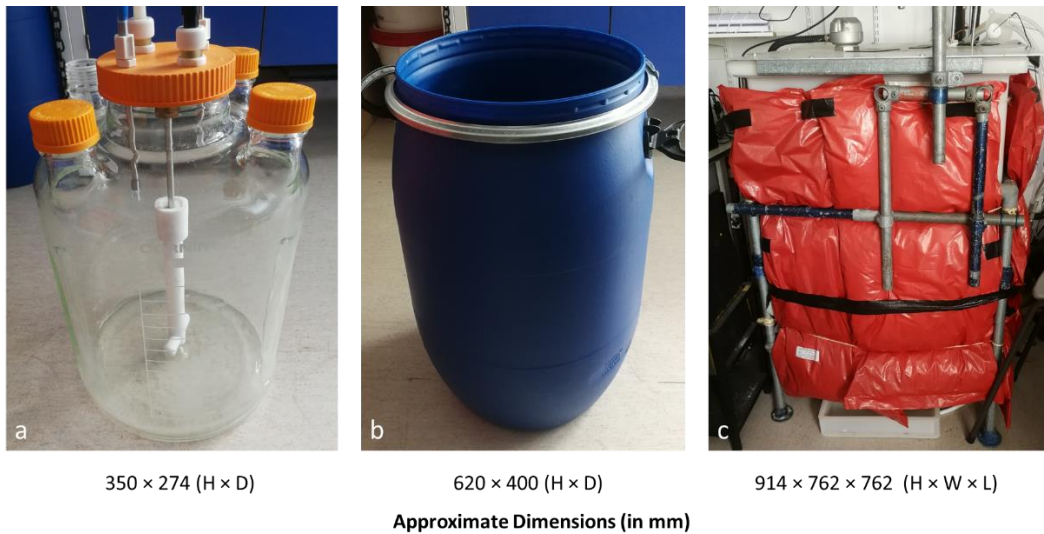 a
b
c
350 × 274 (H × D)
620 × 400 (H × D)
914 × 762 × 762 (H × W × L)
Approximate Dimensions (in mm)